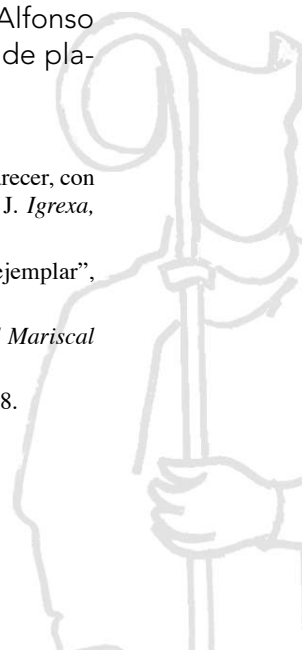 Alfonso
de pla-
recer, con
J. Igrexa,
ejemplar”,
Mariscal
8.